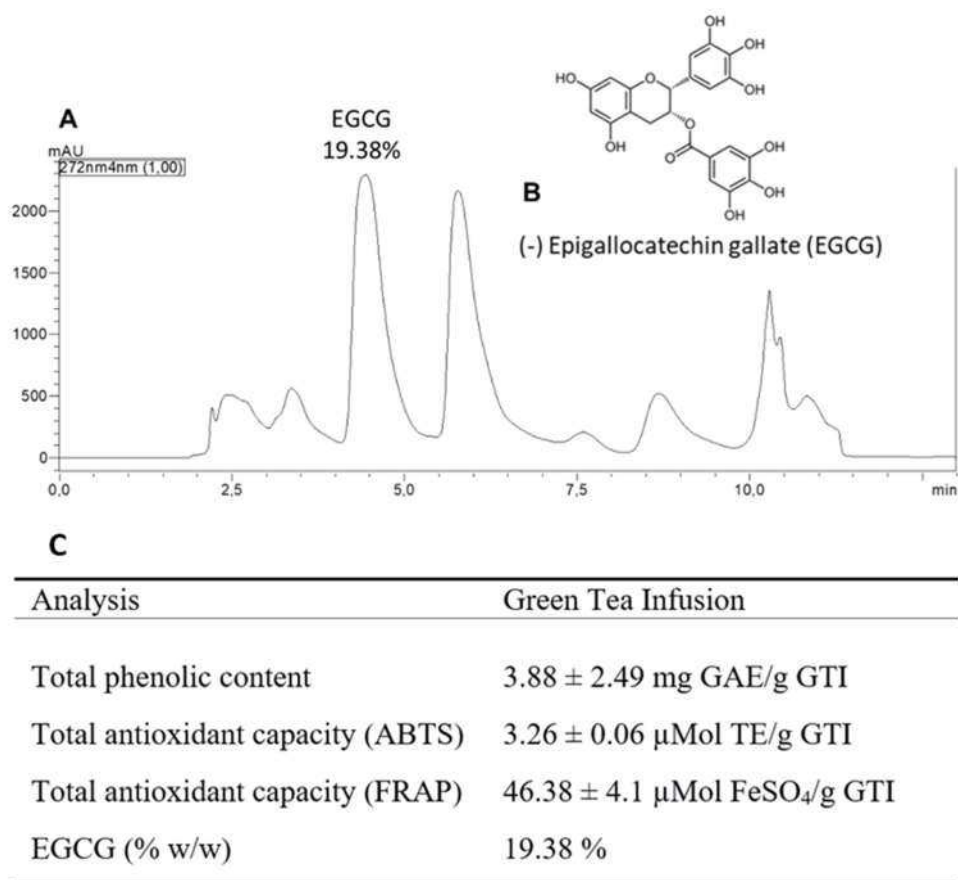 A
EGCG
19.38%
mAU
272nm4nm (1,00)
2000
1500
1000
500
0
0,0
2,5
5,0
7,5
10,0
min
OH
OH
OH
HO
O
OH
O
O
OH
OH
OH
B
(-) Epigallocatechin gallate (EGCG)
C
Analysis Green Tea Infusion
Total phenolic content 3.88 ± 2.49 mg GAE/g GTI
Total antioxidant capacity (ABTS) 3.26 ± 0.06 µMol TE/g GTI
Total antioxidant capacity (FRAP) 46.38 ± 4.1 µMol FeSO₄/g GTI
EGCG (% w/w) 19.38 %